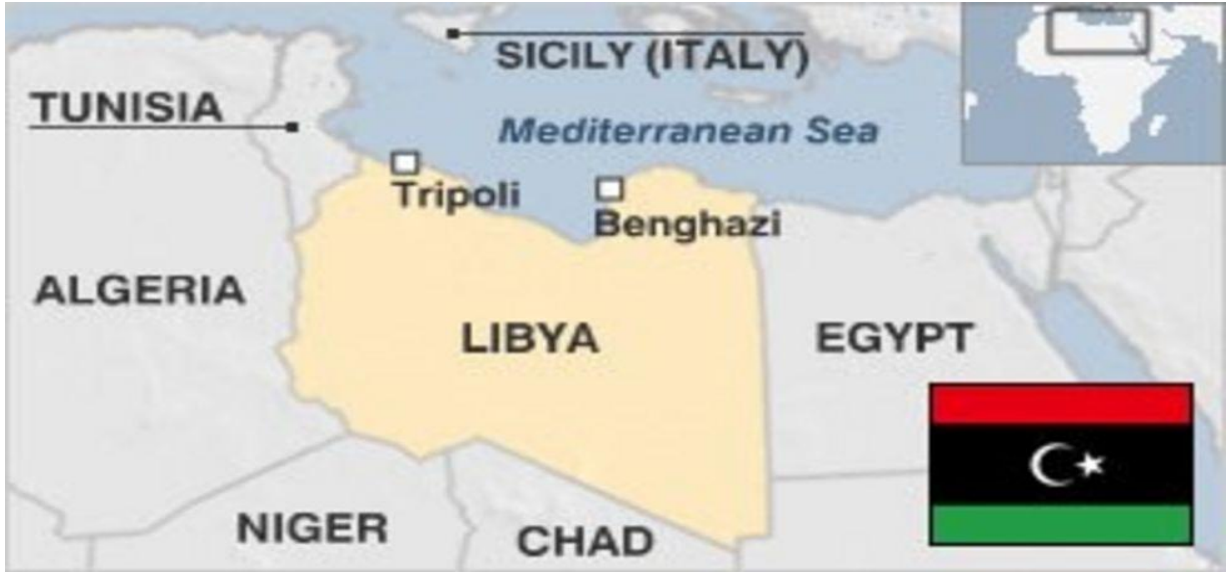 SICILY (ITALY)
TUNISIA
Mediterranean Sea
Tripoli
Benghazi
ALGERIA
LIBYA
EGYPT
NIGER
CHAD